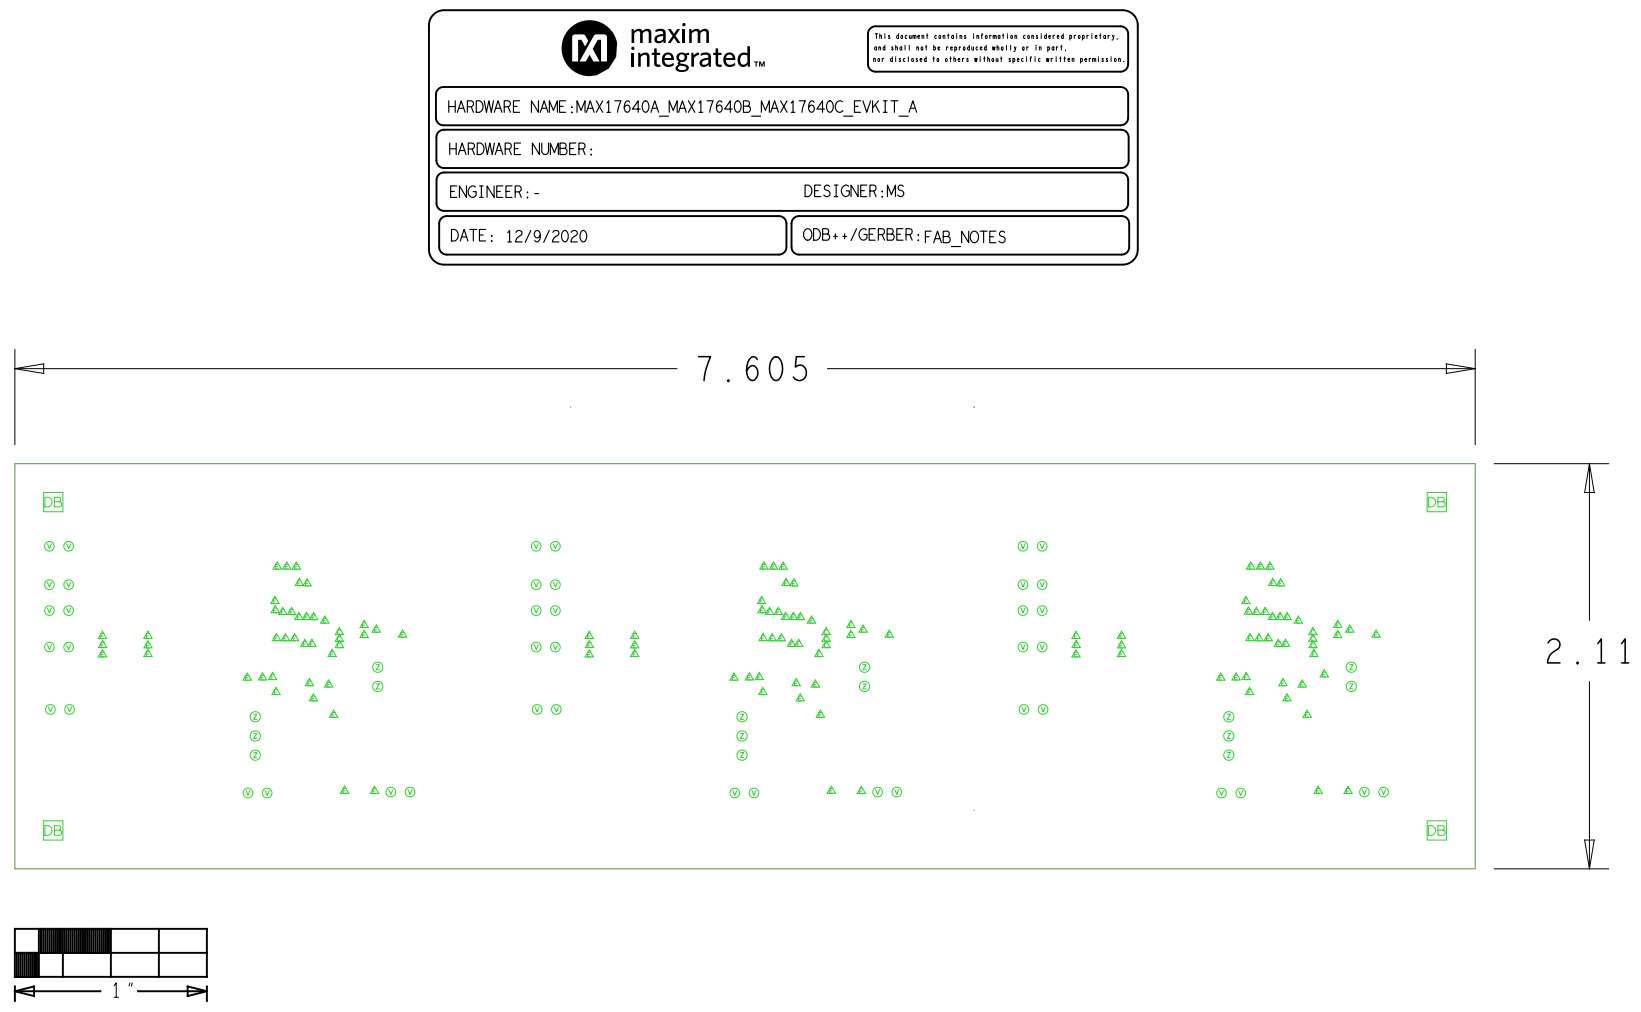 maxim
integrated™
This document contains information considered proprietary,
and shall not be reproduced wholly or in part,
nor disclosed to others without specific written permission.
HARDWARE NAME:MAX17640A_MAX17640B_MAX17640C_EVKIT_A
HARDWARE NUMBER:
ENGINEER:- DESIGNER:MS
DATE: 12/9/2020 ODB++/GERBER:FAB_NOTES
7.605
DB DB
V V V V V V
V V V V V V
V V V V V V
V V V V V V
Z Z Z
Z Z Z
V V V V V V
Z Z Z
Z Z Z
Z Z Z
V V V V V V V V V V V V
DB DB
2.11
1"